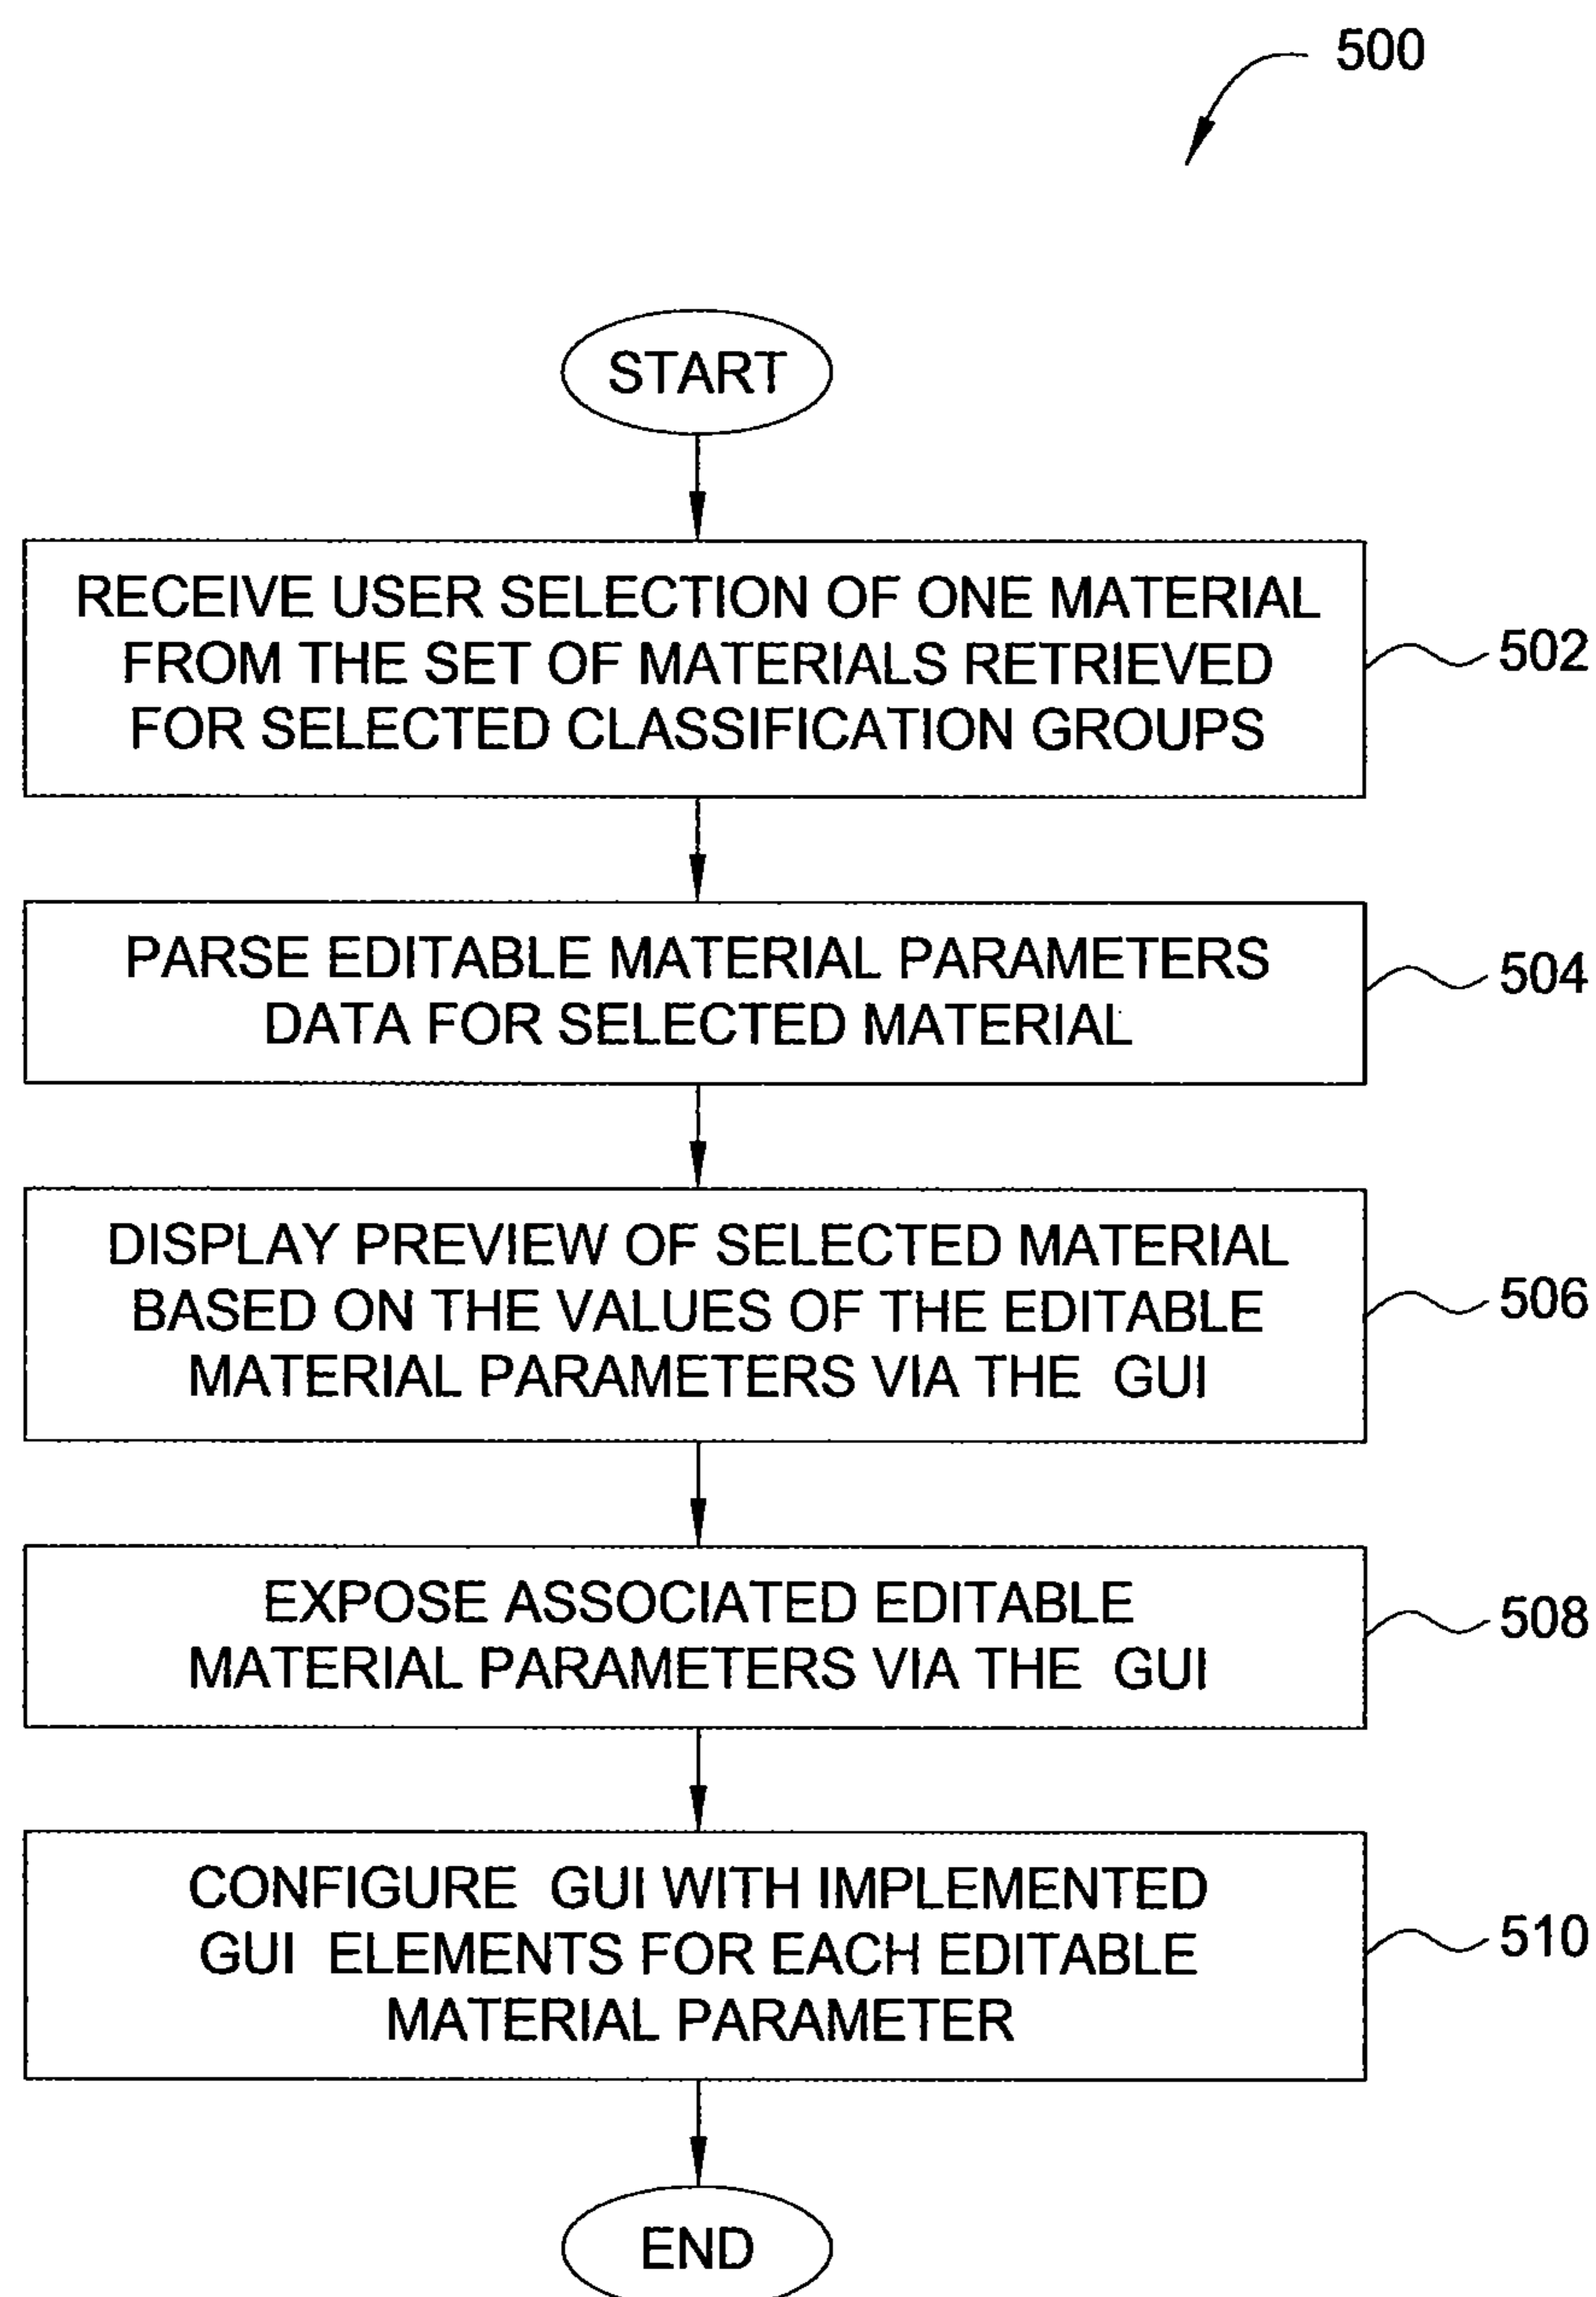 500
START
RECEIVE USER SELECTION OF ONE MATERIAL
FROM THE SET OF MATERIALS RETRIEVED
FOR SELECTED CLASSIFICATION GROUPS
502
PARSE EDITABLE MATERIAL PARAMETERS
DATA FOR SELECTED MATERIAL
504
DISPLAY PREVIEW OF SELECTED MATERIAL
BASED ON THE VALUES OF THE EDITABLE
MATERIAL PARAMETERS VIA THE GUI
506
EXPOSE ASSOCIATED EDITABLE
MATERIAL PARAMETERS VIA THE GUI
508
CONFIGURE GUI WITH IMPLEMENTED
GUI ELEMENTS FOR EACH EDITABLE
MATERIAL PARAMETER
510
END